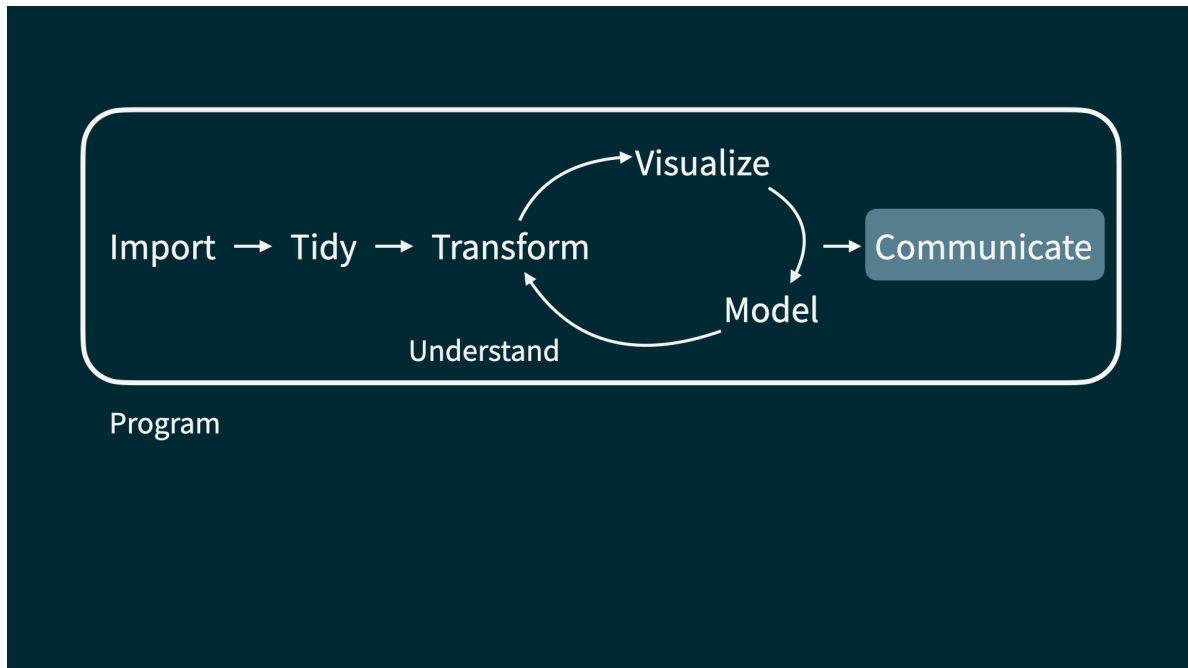 Visualize
Import
Tidy
Transform
Communicate
Model
Understand
Program